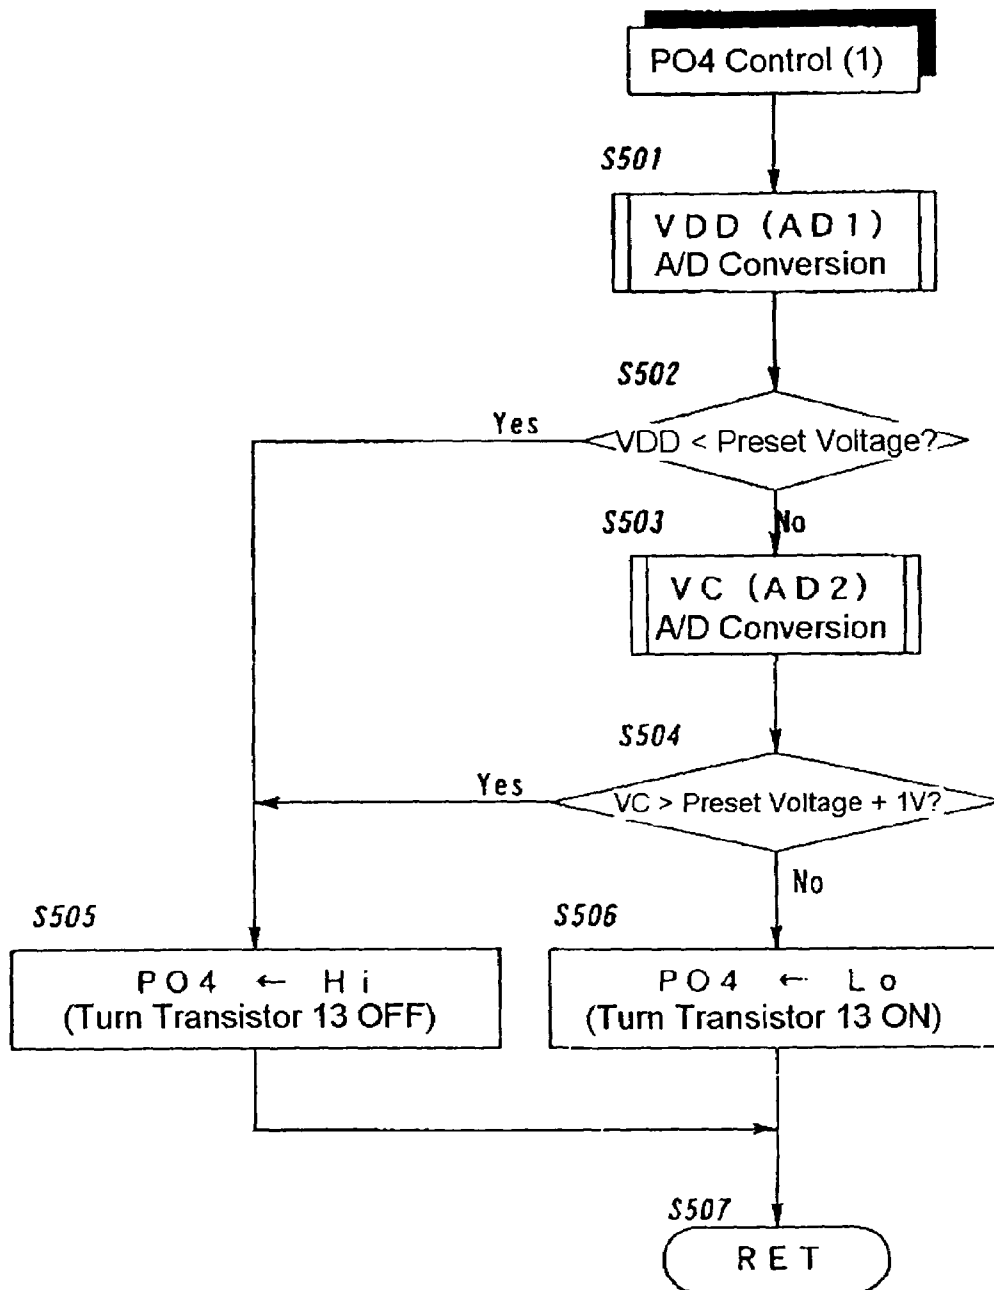 PO4 Control (1)
S501
VDD (AD1)
A/D Conversion
S502
Yes
VDD < Preset Voltage?
No
S503
VC (AD2)
A/D Conversion
S504
Yes
VC > Preset Voltage + 1V?
No
S505
PO4 ← Hi
(Turn Transistor 13 OFF)
S506
PO4 ← Lo
(Turn Transistor 13 ON)
S507
RET